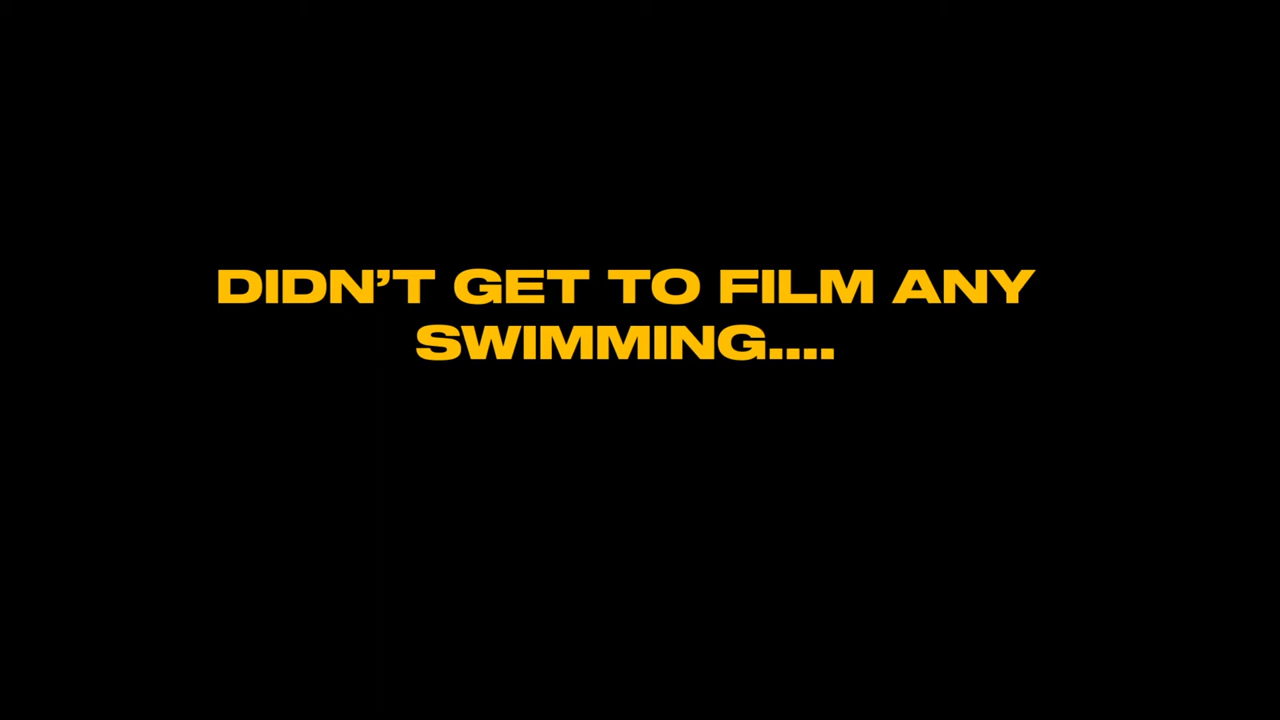 DIDN’T GET TO FILM ANY
SWIMMING....